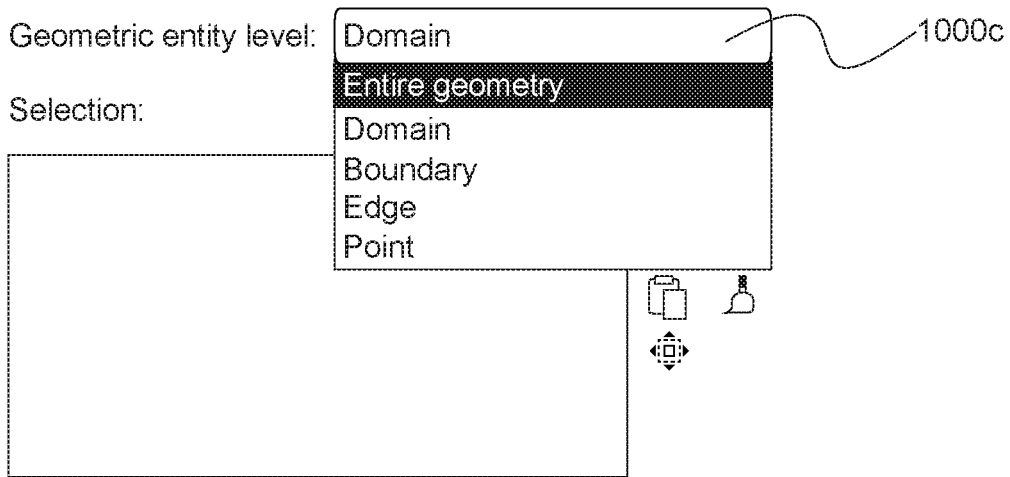 Geometric entity level: Domain 1000c
Entire geometry
Selection:
Domain
Boundary
Edge
Point